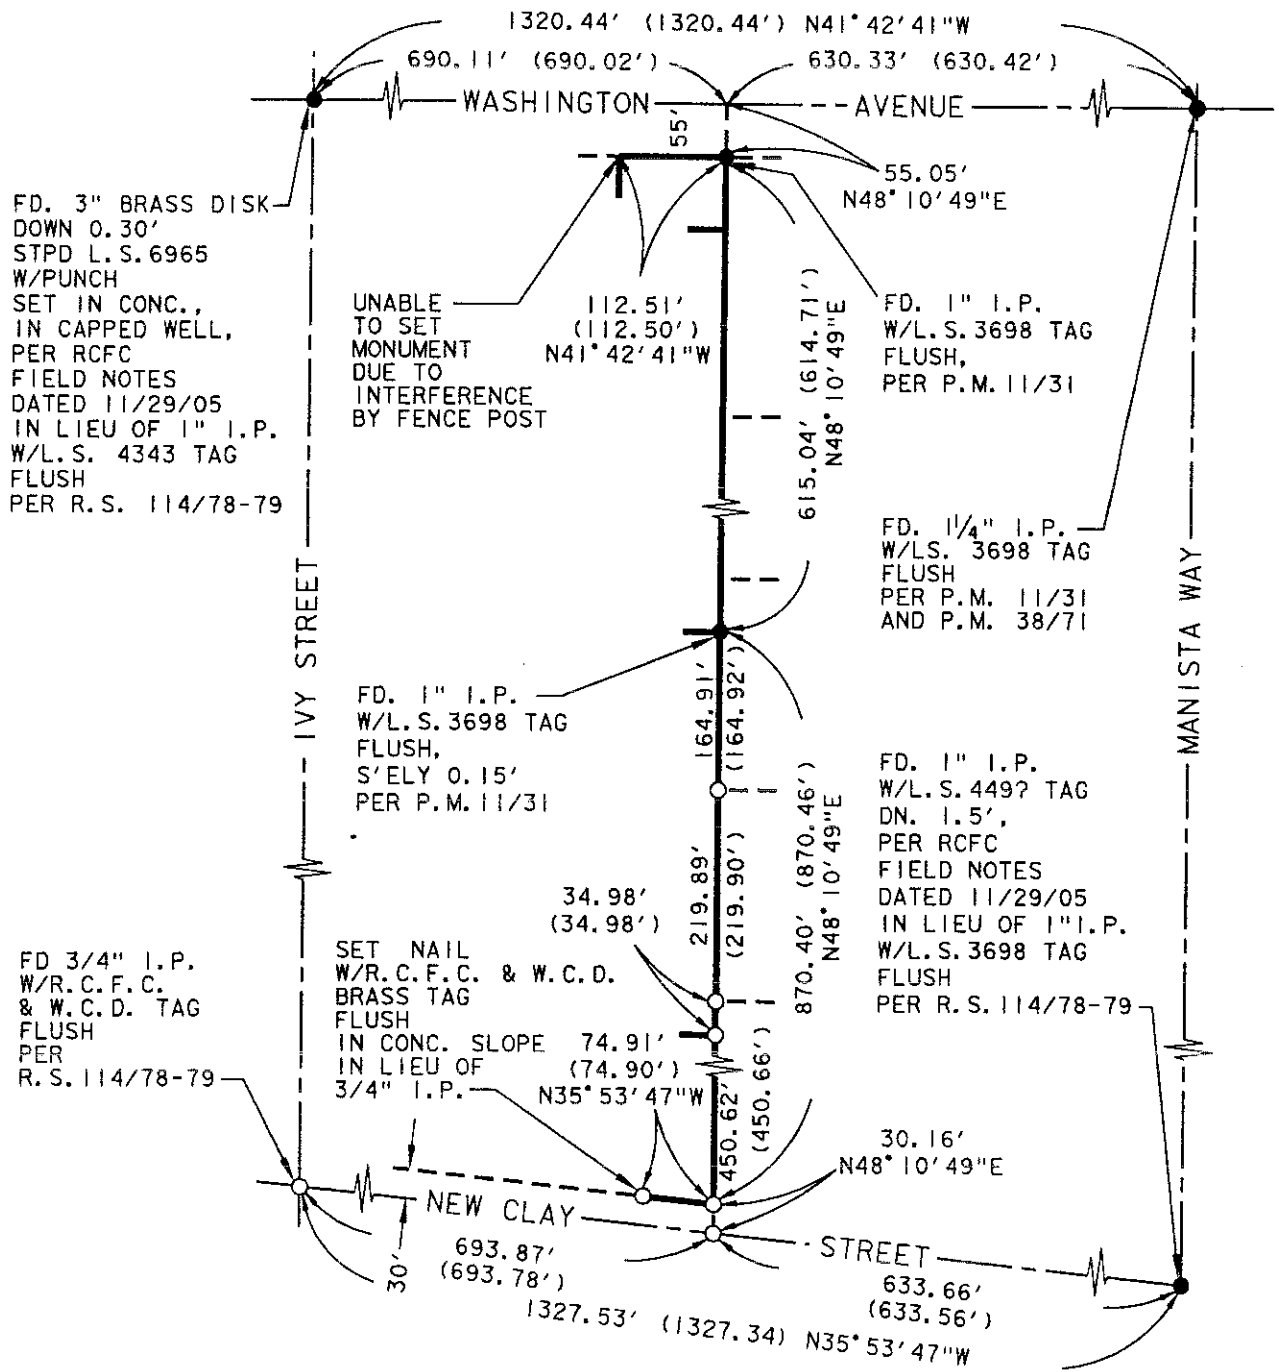 1320.44' (1320.44') N41°42'41"W
690.11' (690.02')
630.33' (630.42')
WASHINGTON
AVENUE
55'
55.05'
N48°10'49"E
FD. 3" BRASS DISK
DOWN 0.30'
STPD L.S.6965
W/PUNCH
SET IN CONC.,
IN CAPPED WELL,
PER RCFC
FIELD NOTES
DATED 11/29/05
IN LIEU OF 1" I.P.
W/L.S. 4343 TAG
FLUSH
PER R.S. 114/78-79
UNABLE
TO SET
MONUMENT
DUE TO
INTERFERENCE
BY FENCE POST
112.51'
(112.50')
N41°42'41"W
615.04' (614.71')
N48°10'49"E
FD. 1" I.P.
W/L.S.3698 TAG
FLUSH,
PER P.M.11/31
FD. 1 1/4" I.P.
W/LS. 3698 TAG
FLUSH
PER P.M. 11/31
AND P.M. 38/71
IVY STREET
MANISTA WAY
FD. 1" I.P.
W/L.S.3698 TAG
FLUSH,
S'ELY 0.15'
PER P.M.11/31
164.91'
(164.92')
870.40' (870.46')
N48°10'49"E
FD. 1" I.P.
W/L.S.449? TAG
DN. 1.5',
PER RCFC
FIELD NOTES
DATED 11/29/05
IN LIEU OF 1"I.P.
W/L.S.3698 TAG
FLUSH
PER R.S.114/78-79
219.89'
(219.90')
34.98'
(34.98')
FD 3/4" I.P.
W/R.C.F.C.
& W.C.D. TAG
FLUSH
PER
R.S.114/78-79
SET NAIL
W/R.C.F.C. & W.C.D.
BRASS TAG
FLUSH
IN CONC. SLOPE
IN LIEU OF
3/4" I.P.
74.91'
(74.90')
N35°53'47"W
450.62'
(450.66')
30.16'
N48°10'49"E
NEW CLAY
STREET
30'
693.87'
(693.78')
633.66'
(633.56')
1327.53' (1327.34) N35°53'47"W